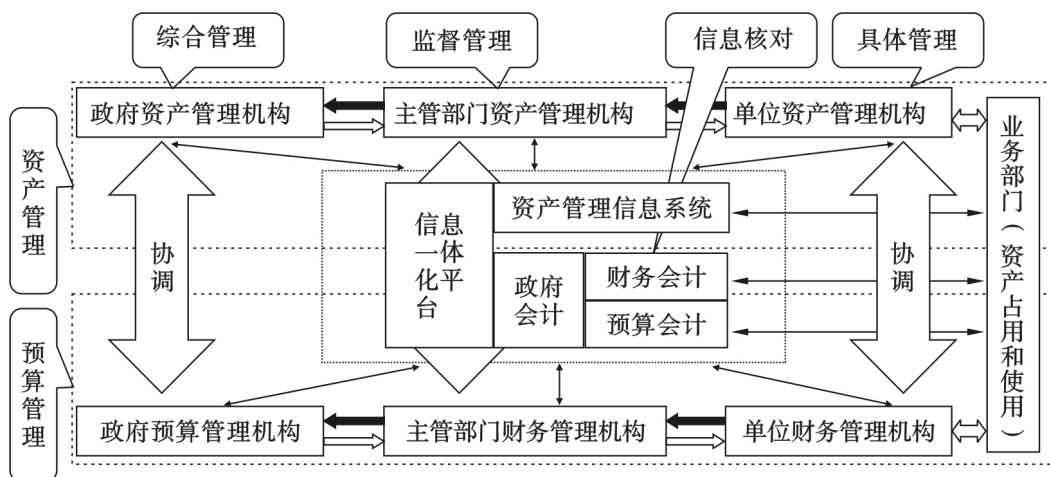 综合管理
监督管理
信息核对
具体管理
政府资产管理机构
主管部门资产管理机构
单位资产管理机构
资产管理
协调
信息
一体
化平
台
资产管理信息系统
政府
会计
财务会计
预算会计
协调
业务部门(资产占用和使用)
预算管理
政府预算管理机构
主管部门财务管理机构
单位财务管理机构